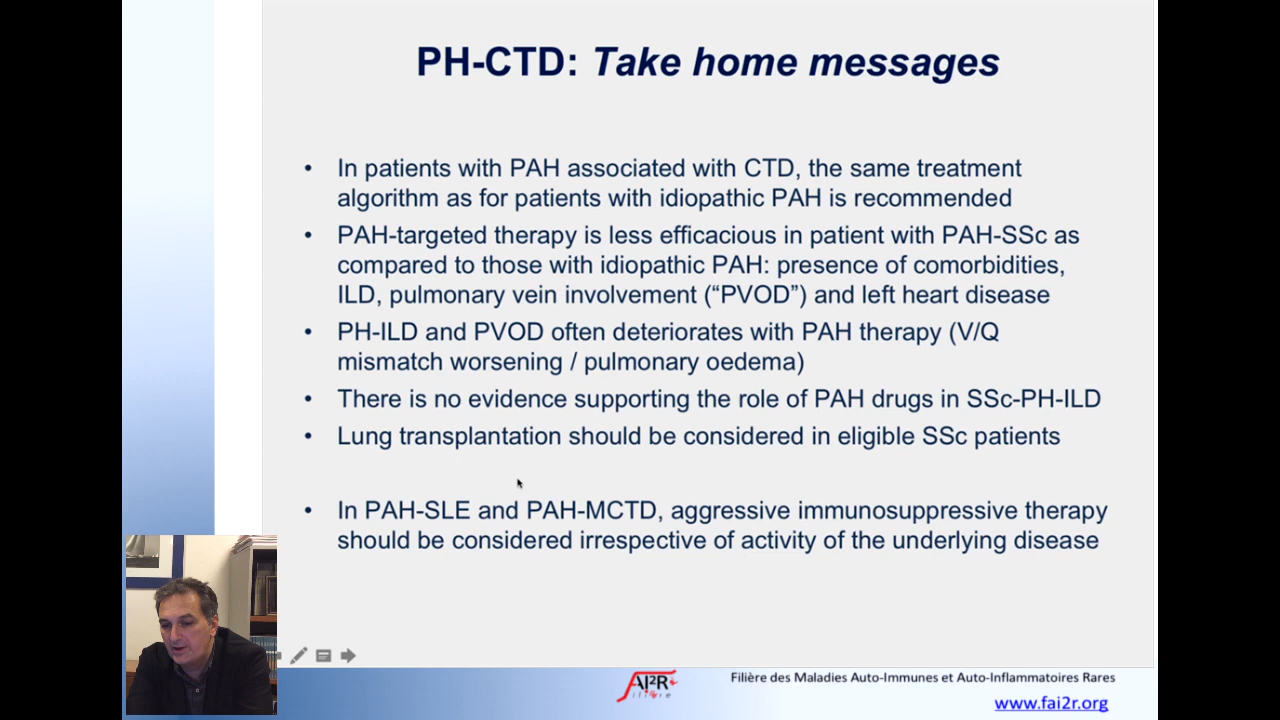 PH-CTD: Take home messages
• In patients with PAH associated with CTD, the same treatment
algorithm as for patients with idiopathic PAH is recommended
• PAH-targeted therapy is less efficacious in patient with PAH-SSc as
compared to those with idiopathic PAH: presence of comorbidities,
ILD, pulmonary vein involvement (“PVOD”) and left heart disease
• PH-ILD and PVOD often deteriorates with PAH therapy (V/Q
mismatch worsening / pulmonary oedema)
• There is no evidence supporting the role of PAH drugs in SSc-PH-ILD
• Lung transplantation should be considered in eligible SSc patients
• In PAH-SLE and PAH-MCTD, aggressive immunosuppressive therapy
should be considered irrespective of activity of the underlying disease
FAI²R
filière
Filière des Maladies Auto-Immunes et Auto-Inflammatoires Rares
www.fai2r.org